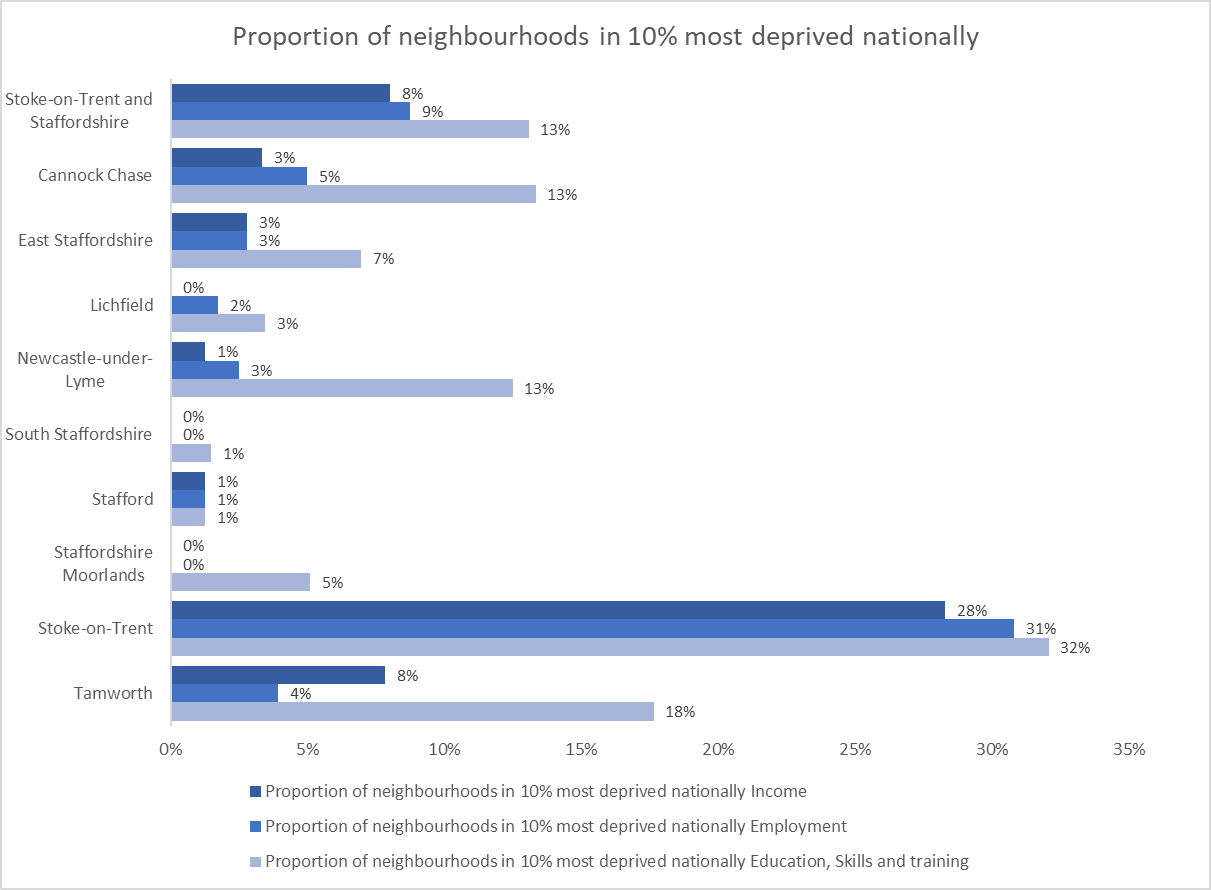 Proportion of neighbourhoods in 10% most deprived nationally
Stoke-on-Trent and
Staffordshire
8%
9%
13%
Cannock Chase
3%
5%
13%
East Staffordshire
3%
3%
7%
Lichfield
0%
2%
3%
Newcastle-under-
Lyme
1%
3%
13%
South Staffordshire
0%
0%
1%
Stafford
1%
1%
1%
Staffordshire
Moorlands
0%
0%
5%
Stoke-on-Trent
28%
31%
32%
Tamworth
8%
4%
18%
0% 5% 10% 15% 20% 25% 30% 35%
Proportion of neighbourhoods in 10% most deprived nationally Income
Proportion of neighbourhoods in 10% most deprived nationally Employment
Proportion of neighbourhoods in 10% most deprived nationally Education, Skills and training